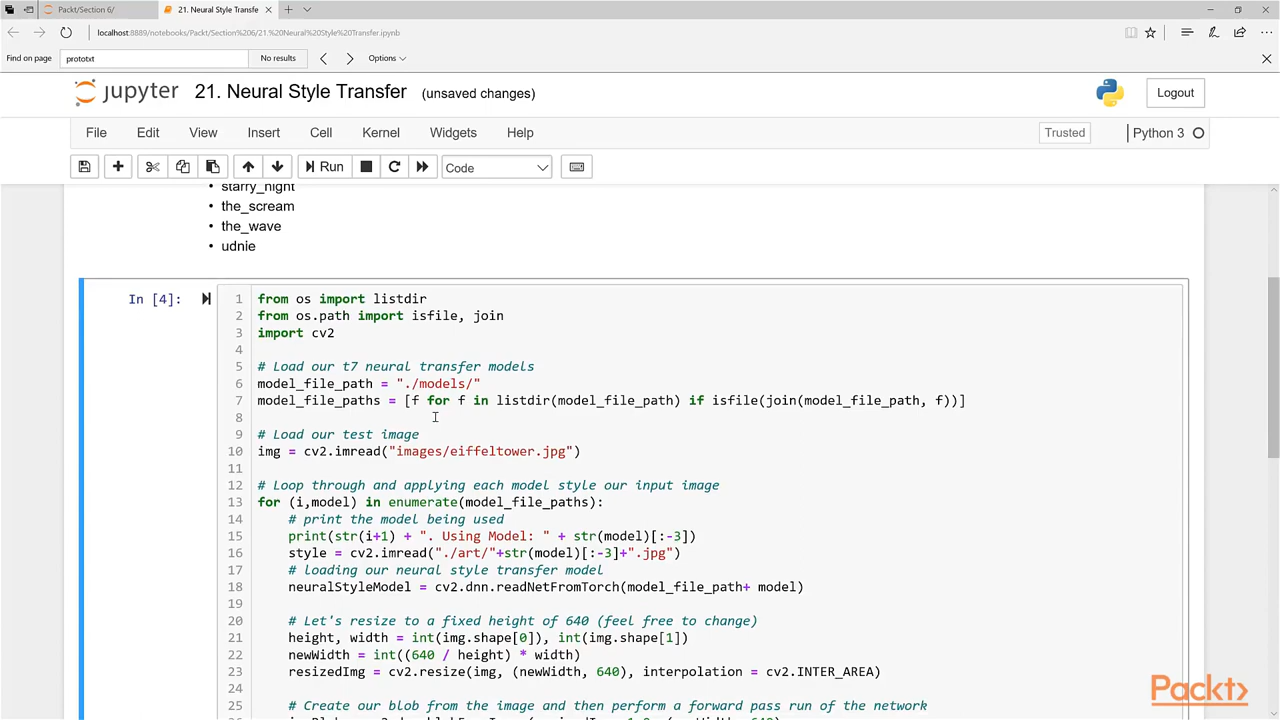 Packt/Section 6/
21. Neural Style Transfe
localhost:8889/notebooks/Packt/Section%206/21.%20Neural%20Style%20Transfer.ipynb
Find on page
prototxt
No results
Options
jupyter
21. Neural Style Transfer
(unsaved changes)
Logout
File
Edit
View
Insert
Cell
Kernel
Widgets
Help
Trusted
Python 3
Run
Code
• starry_night
• the_scream
• the_wave
• udnie
In [4]:
1 from os import listdir
2 from os.path import isfile, join
3 import cv2
4
5 # Load our t7 neural transfer models
6 model_file_path = "./models/"
7 model_file_paths = [f for f in listdir(model_file_path) if isfile(join(model_file_path, f))]
8
9 # Load our test image
10 img = cv2.imread("images/eiffeltower.jpg")
11
12 # Loop through and applying each model style our input image
13 for (i,model) in enumerate(model_file_paths):
14 # print the model being used
15 print(str(i+1) + ". Using Model: " + str(model)[:-3])
16 style = cv2.imread("./art/"+str(model)[:-3]+".jpg")
17 # loading our neural style transfer model
18 neuralStyleModel = cv2.dnn.readNetFromTorch(model_file_path+ model)
19
20 # Let's resize to a fixed height of 640 (feel free to change)
21 height, width = int(img.shape[0]), int(img.shape[1])
22 newWidth = int((640 / height) * width)
23 resizedImg = cv2.resize(img, (newWidth, 640), interpolation = cv2.INTER_AREA)
24
25 # Create our blob from the image and then perform a forward pass run of the network
Packt>